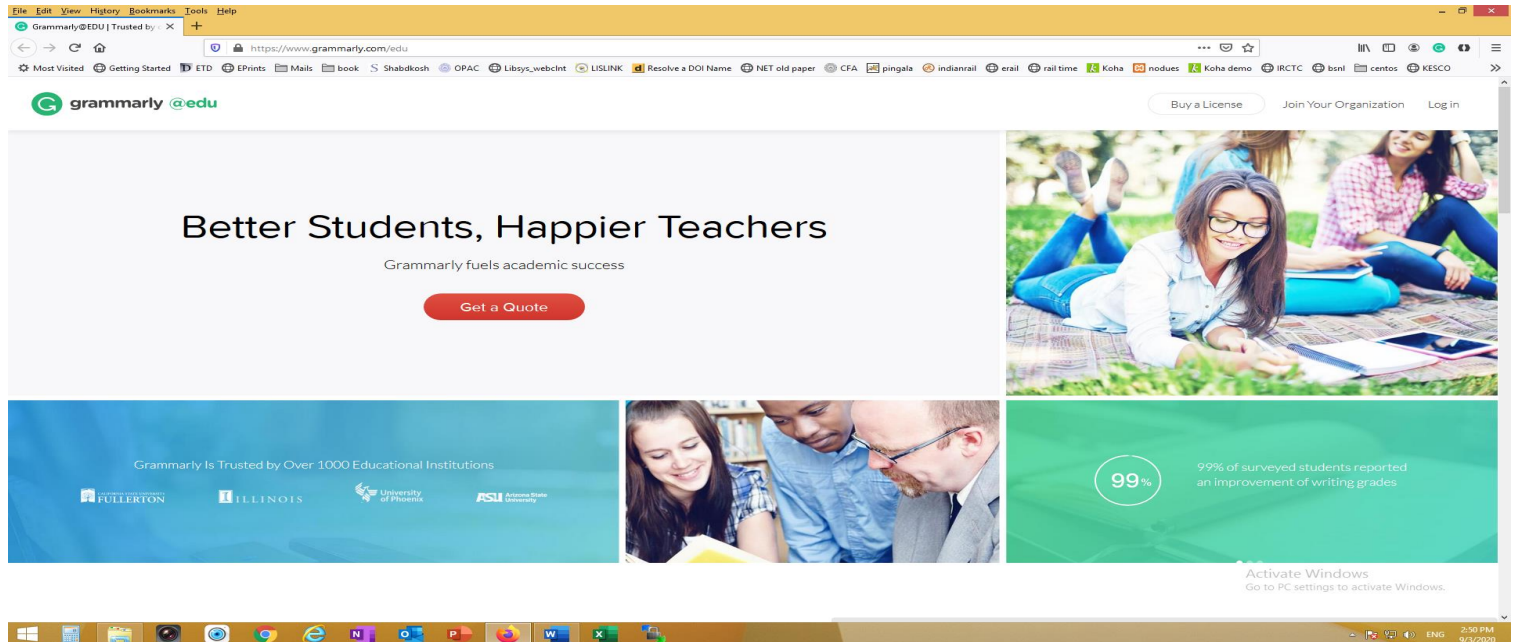 File Edit View History Bookmarks Tools Help
Grammarly@EDU | Trusted by
https://www.grammarly.com/edu
Most Visited Getting Started ETD EPrints Mails book Shabdkosh OPAC Libsys_webclnt LISLINK Resolve a DOI Name NET old paper CFA pingala indianrail erail rail time Koha nodues Koha demo IRCTC bsnl centos KESCO
grammarly @edu
Buy a License Join Your Organization Log in
Better Students, Happier Teachers
Grammarly fuels academic success
Get a Quote
Grammarly Is Trusted by Over 1000 Educational Institutions
FULLERTON
ILLINOIS
University
of Phoenix
ASU Arizona State
University
99%
99% of surveyed students reported
an improvement of writing grades
Activate Windows
Go to PC settings to activate Windows.
ENG
2:50 PM
9/3/2020